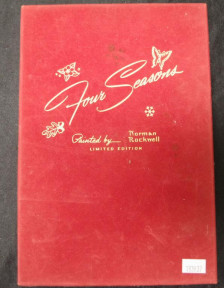 Four Seasons
Painted by Norman
Rockwell
LIMITED EDITION